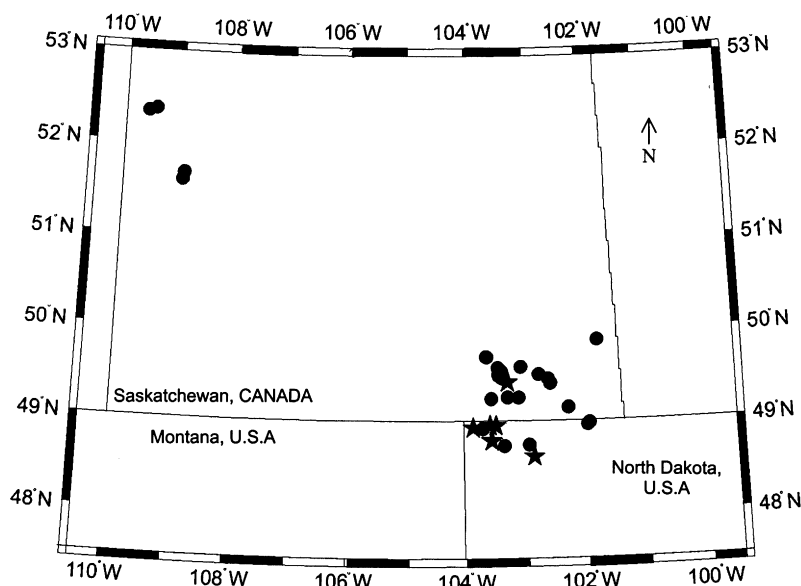 110°W 108°W 106°W 104°W 102°W 100°W
53°N 53°N
52°N 52°N
N
51°N 51°N
50°N 50°N
Saskatchewan, CANADA
49°N 49°N
Montana, U.S.A
North Dakota,
U.S.A
48°N 48°N
110°W 108°W 106°W 104°W 102°W 100°W